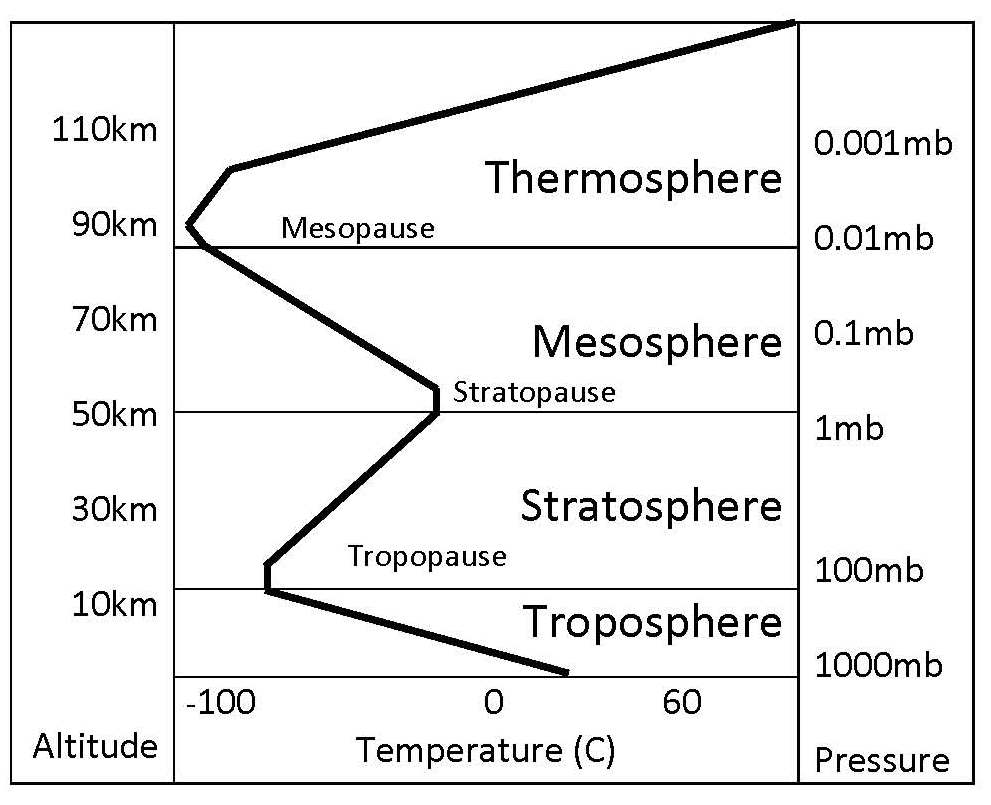 110km
0.001mb
Thermosphere
90km
Mesopause
0.01mb
70km
Mesosphere
0.1mb
Stratopause
50km
1mb
30km
Stratosphere
Tropopause
100mb
10km
Troposphere
1000mb
-100 0 60
Altitude
Temperature (C)
Pressure